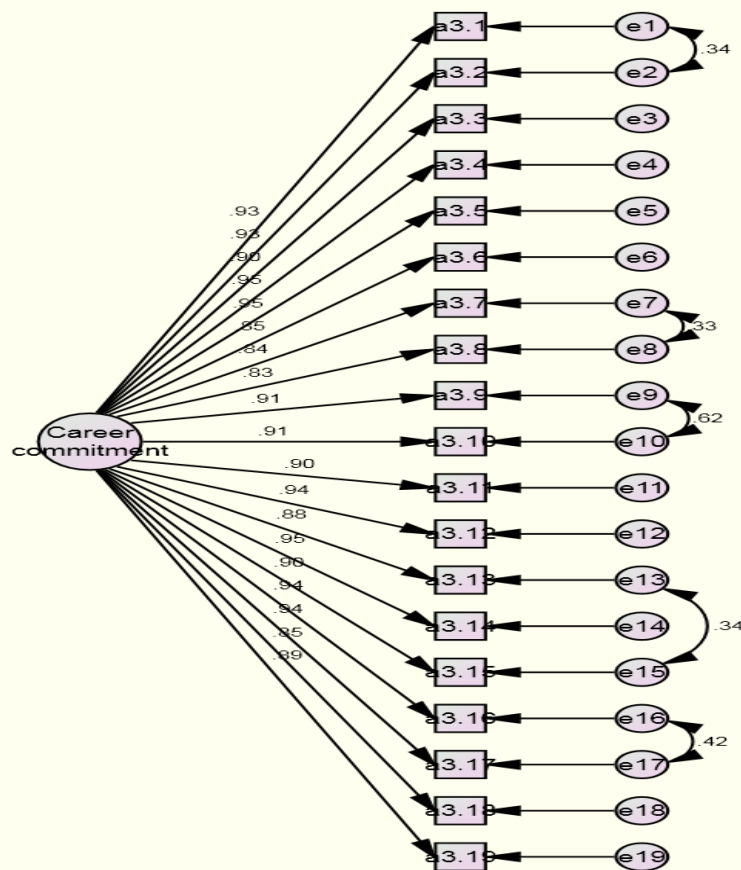 a3.1
e1
.34
a3.2
e2
a3.3
e3
a3.4
e4
.93
a3.5
e5
.93
.90
a3.6
e6
.95
.95
a3.7
e7
.85
.33
.84
a3.8
e8
.83
.91
a3.9
e9
.62
Career
commitment
.91
a3.10
e10
.90
a3.11
e11
.94
.88
a3.12
e12
.95
.90
a3.13
e13
.94
.94
a3.14
e14
.34
.85
.89
a3.15
e15
a3.16
e16
.42
a3.17
e17
a3.18
e18
a3.19
e19